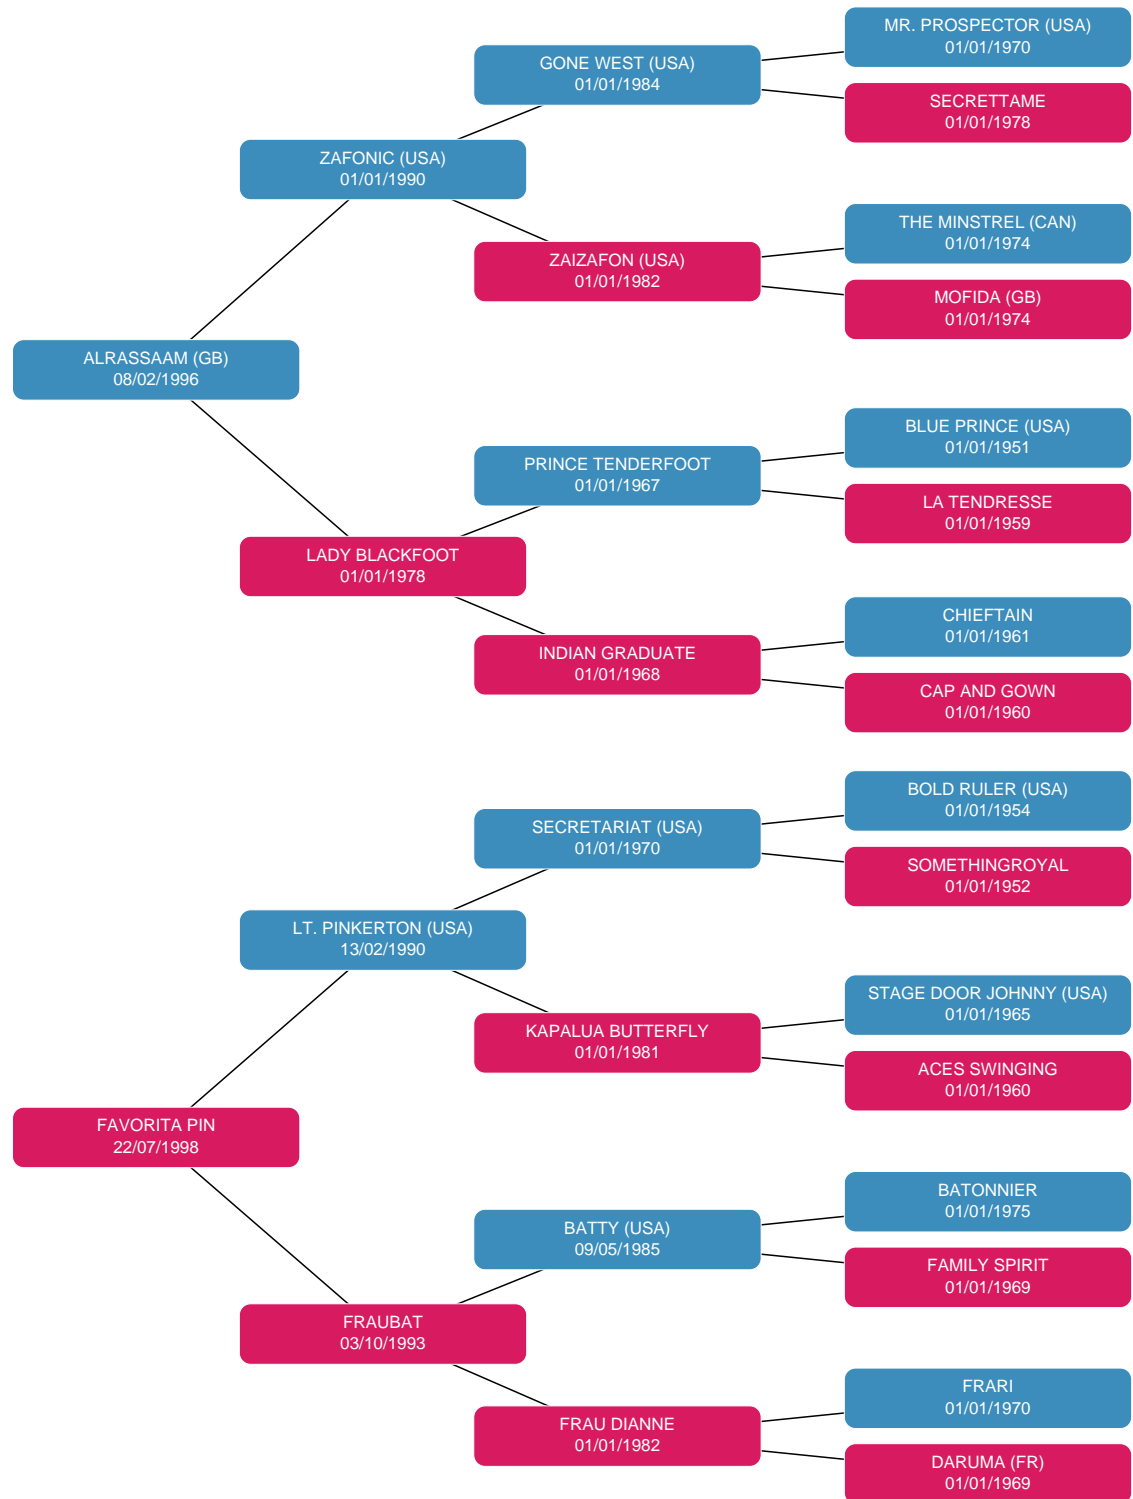 MR. PROSPECTOR (USA)
01/01/1970
GONE WEST (USA)
01/01/1984
SECRETTAME
01/01/1978
ZAFONIC (USA)
01/01/1990
THE MINSTREL (CAN)
01/01/1974
ZAIZAFON (USA)
01/01/1982
MOFIDA (GB)
01/01/1974
ALRASSAAM (GB)
08/02/1996
BLUE PRINCE (USA)
01/01/1951
PRINCE TENDERFOOT
01/01/1967
LA TENDRESSE
01/01/1959
LADY BLACKFOOT
01/01/1978
CHIEFTAIN
01/01/1961
INDIAN GRADUATE
01/01/1968
CAP AND GOWN
01/01/1960
BOLD RULER (USA)
01/01/1954
SECRETARIAT (USA)
01/01/1970
SOMETHINGROYAL
01/01/1952
LT. PINKERTON (USA)
13/02/1990
STAGE DOOR JOHNNY (USA)
01/01/1965
KAPALUA BUTTERFLY
01/01/1981
ACES SWINGING
01/01/1960
FAVORITA PIN
22/07/1998
BATONNIER
01/01/1975
BATTY (USA)
09/05/1985
FAMILY SPIRIT
01/01/1969
FRAUBAT
03/10/1993
FRARI
01/01/1970
FRAU DIANNE
01/01/1982
DARUMA (FR)
01/01/1969